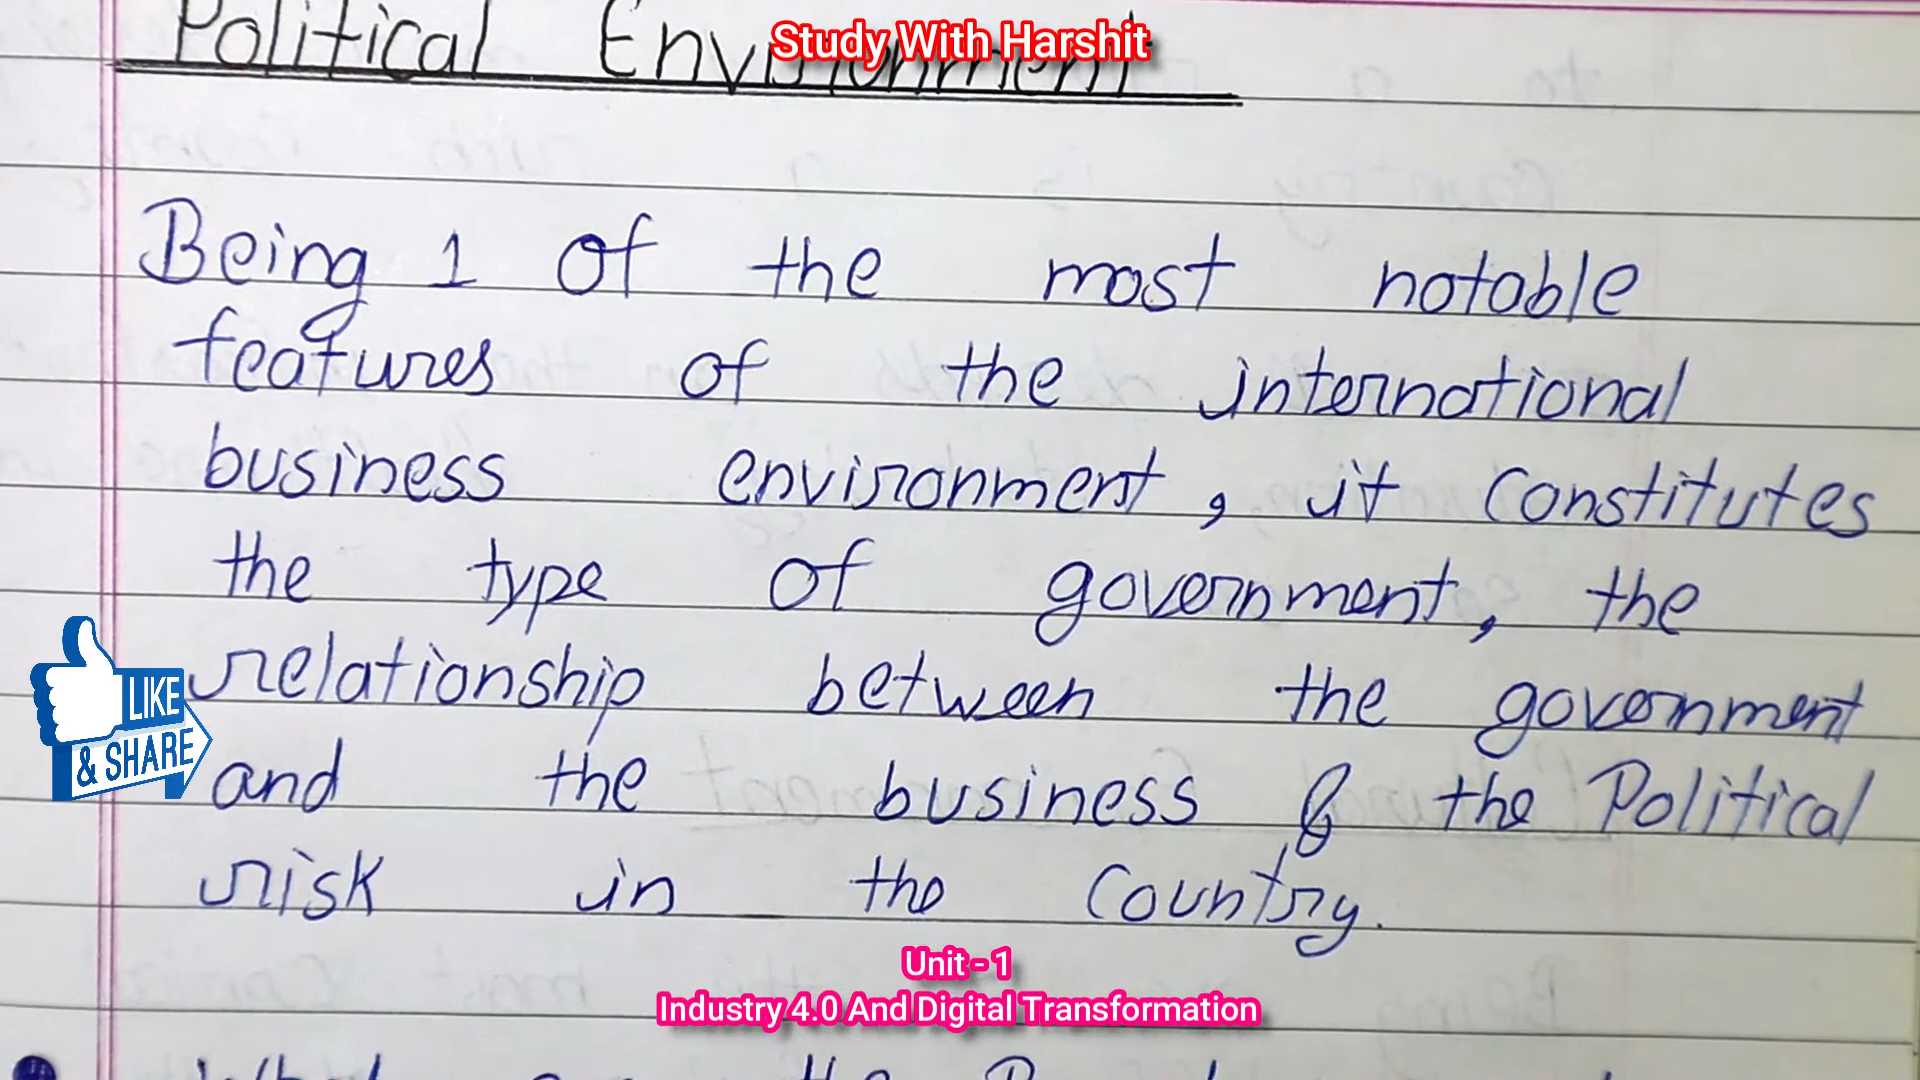 Political Environment
Study With Harshit
Being 1 of the most notable
features of the international
business environment, it constitutes
the type of government, the
relationship between the government
and the business & the Political
risk in the Country.
LIKE
& SHARE
Unit - 1
Industry 4.0 And Digital Transformation